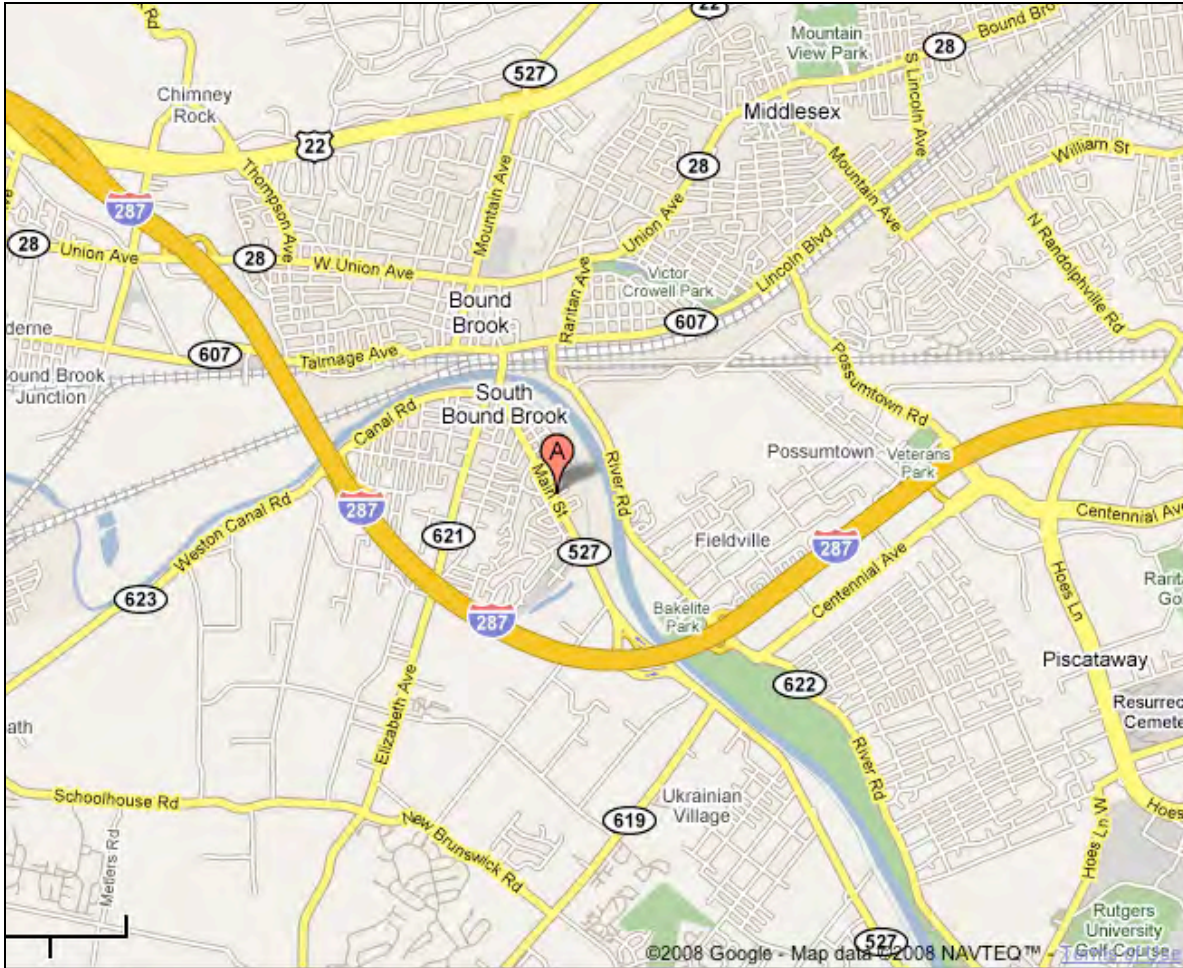 22
28
Bound Bro
Mountain
View Park
S Lincoln Ave
527
Chimney
Rock
Middlesex
22
28
William St
Mountain Ave
Thompson Ave
Mountain Ave
287
Union Ave
N Randolphville Rd
28
Union Ave
28
W Union Ave
Lincoln Blvd
Victor
Crowell Park
Raritan Ave
Bound
Brook
607
derne
607
Talmage Ave
Possumtown Rd
ound Brook
Junction
South
Bound Brook
Canal Rd
A
Possumtown
Veterans
Park
River Rd
Main St
287
Weston Canal Rd
Centennial Ave
621
527
Fieldville
287
Centennial Ave
Hoes Ln
Rarita
Go
623
287
Bakelite
Park
Piscataway
622
Resurrec
Cemete
ath
Elizabeth Ave
River Rd
Schoolhouse Rd
Ukrainian
Village
619
Hoes
New Brunswick Rd
Metlers Rd
Hoes Ln W
Rutgers
University
Golf Course
527
©2008 Google - Map data ©2008 NAVTEQ™ - Terms of Use